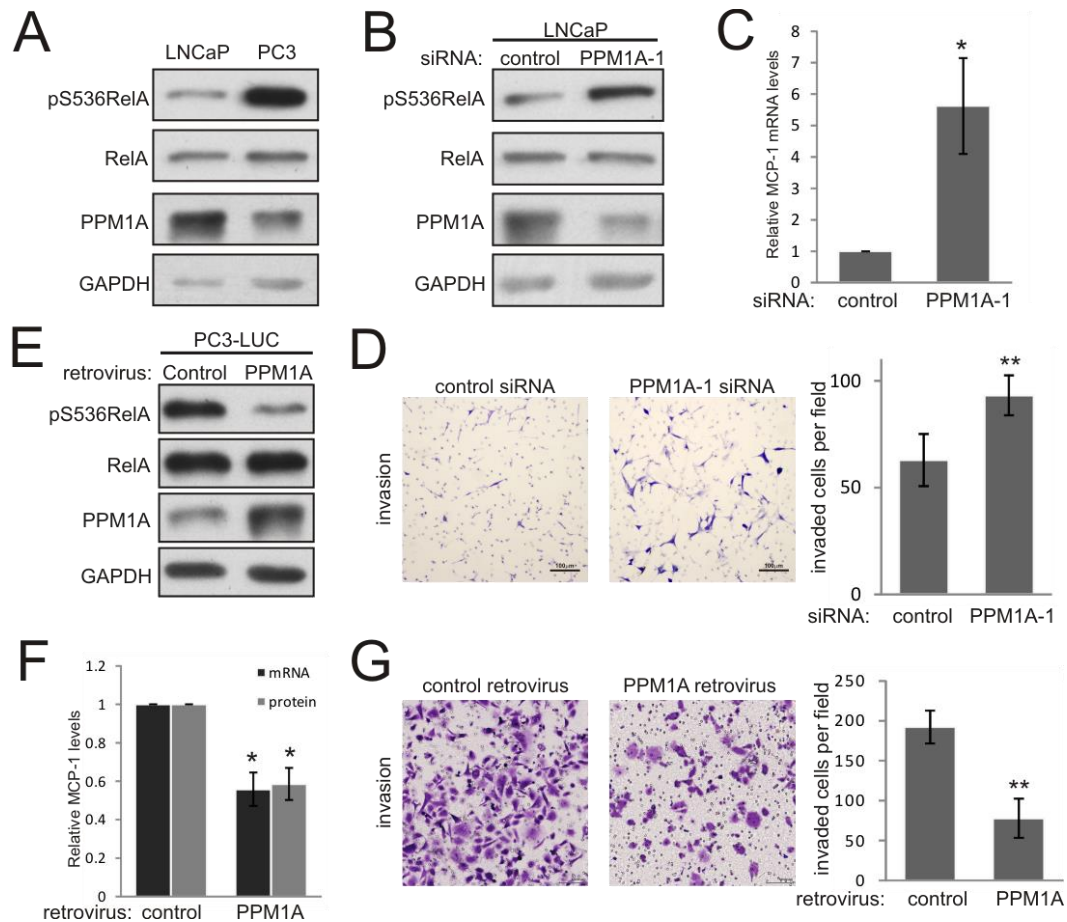 A
LNCaP PC3
pS536RelA
RelA
PPM1A
GAPDH
B
LNCaP
siRNA: control PPM1A-1
pS536RelA
RelA
PPM1A
GAPDH
C
Relative MCP-1 mRNA levels
8
7
6
5
4
3
2
1
0
*
siRNA: control PPM1A-1
E
PC3-LUC
retrovirus: Control PPM1A
pS536RelA
RelA
PPM1A
GAPDH
D
control siRNA PPM1A-1 siRNA
invasion
100µm 100µm
invaded cells per field
100
50
0
**
siRNA: control PPM1A-1
F
Relative MCP-1 levels
1.2
1
0.8
0.6
0.4
0.2
0
mRNA
protein
* *
retrovirus: control PPM1A
G
control retrovirus PPM1A retrovirus
invasion
invaded cells per field
250
200
150
100
50
0
**
retrovirus: control PPM1A